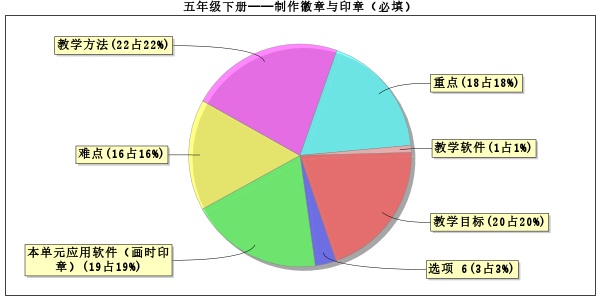 五年级下册——制作徽章与印章（必填）
教学方法(22占22%)
重点(18占18%)
教学软件(1占1%)
难点(16占16%)
教学目标(20占20%)
本单元应用软件（画时印
章）(19占19%)
选项 6(3占3%)